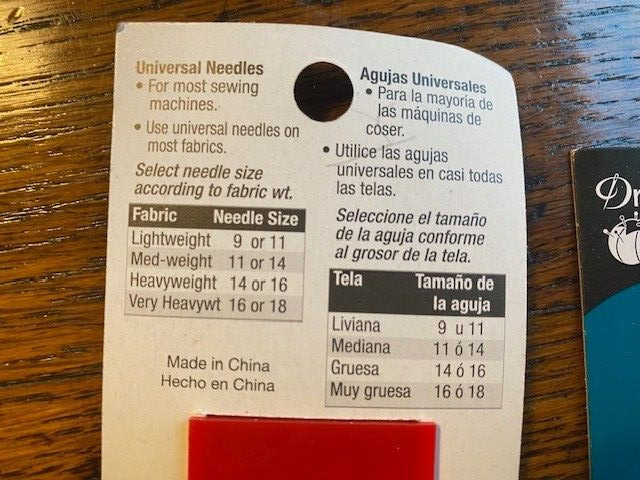 Universal Needles
• For most sewing
machines.
• Use universal needles on
most fabrics.
Select needle size
according to fabric wt.
Fabric Needle Size
Lightweight 9 or 11
Med-weight 11 or 14
Heavyweight 14 or 16
Very Heavywt 16 or 18
Made in China
Hecho en China
Agujas Universales
• Para la mayoría de
las máquinas de
coser.
• Utilice las agujas
universales en casi todas
las telas.
Seleccione el tamaño
de la aguja conforme
al grosor de la tela.
Tela Tamaño de
la aguja
Liviana 9 u 11
Mediana 11 ó 14
Gruesa 14 ó 16
Muy gruesa 16 ó 18